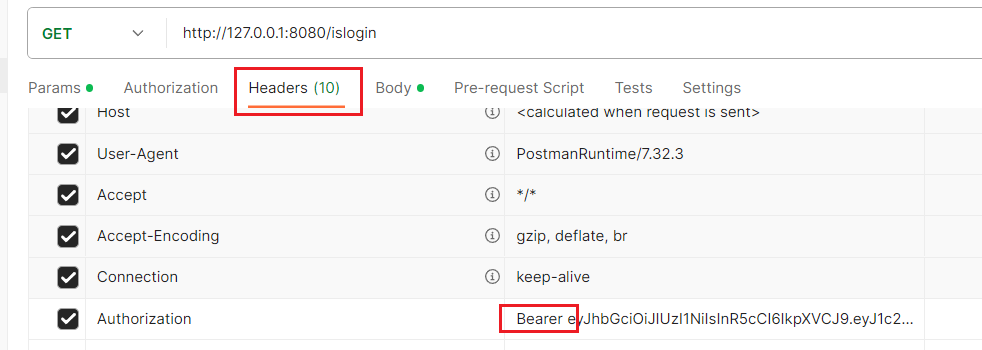 GET http://127.0.0.1:8080/islogin
Params Authorization Headers (10) Body Pre-request Script Tests Settings
Host <calculated when request is sent>
User-Agent PostmanRuntime/7.32.3
Accept */*
Accept-Encoding gzip, deflate, br
Connection keep-alive
Authorization Bearer eyJhbGciOiJIUzI1NiIsInR5cCI6IkpXVCJ9.eyJ1c2...